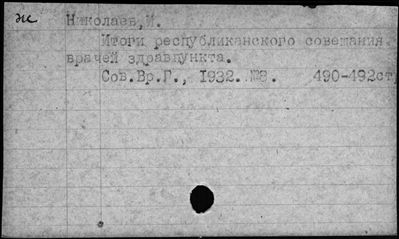 ж
Николаев, И.
Итоги республиканского совещания
врачей здравпункта.
Сов.Вр.Г., 1932. №8. 490-492ст